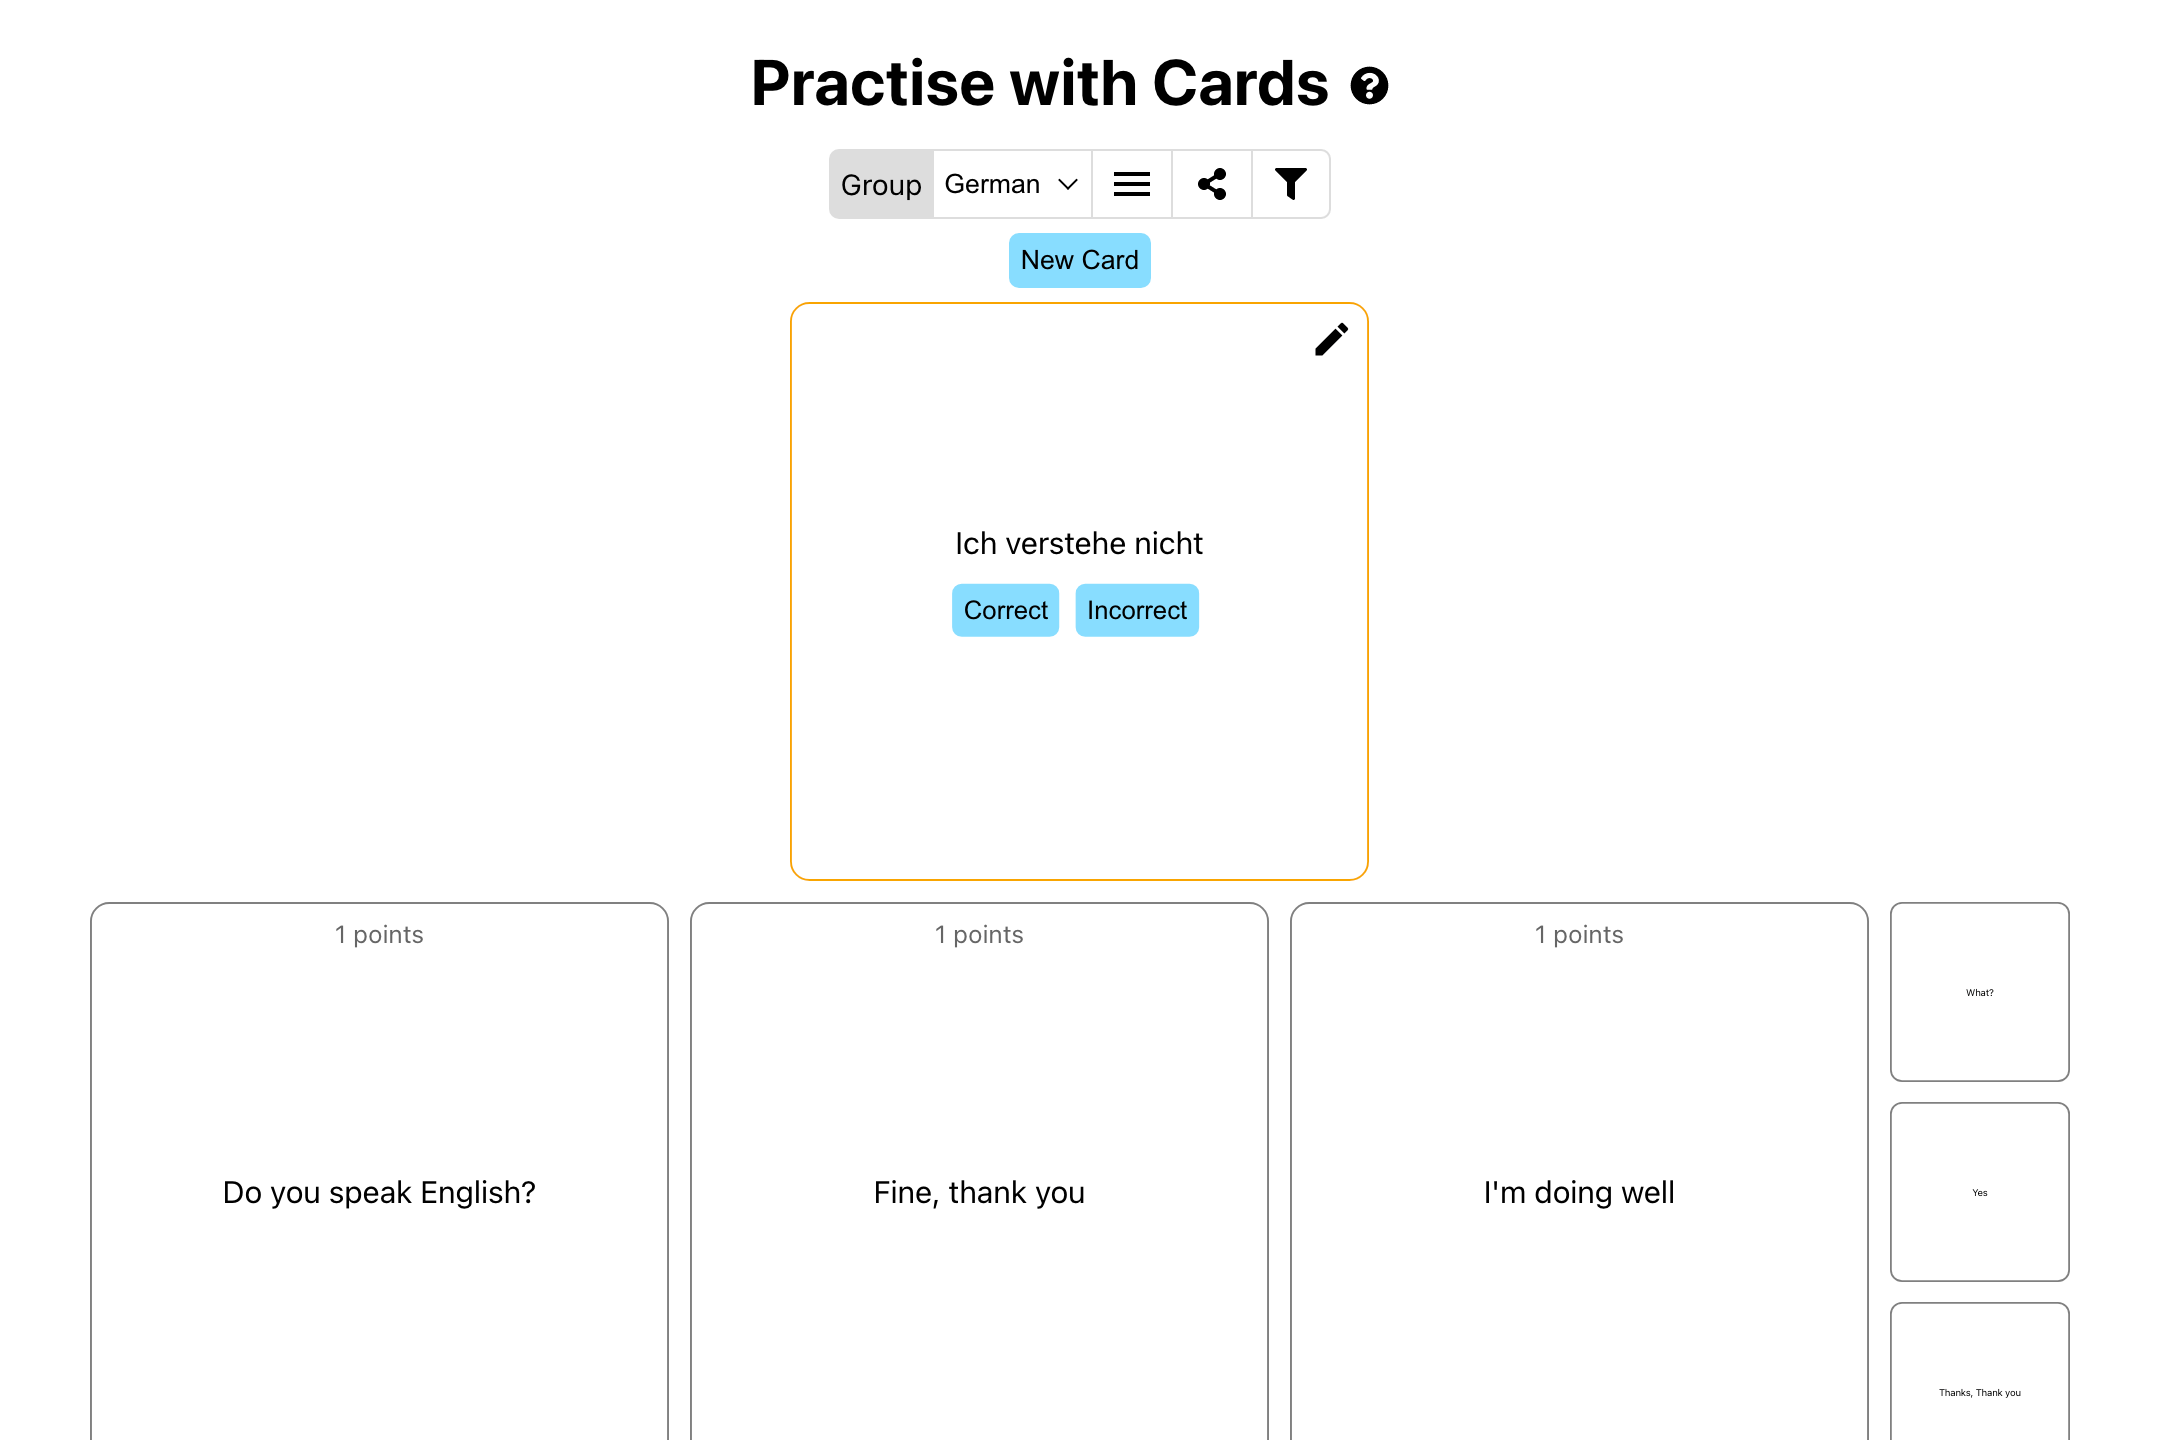 Practise with Cards
Group German
New Card
Ich verstehe nicht
Correct Incorrect
1 points
Do you speak English?
1 points
Fine, thank you
1 points
I'm doing well
What?
Yes
Thanks, Thank you